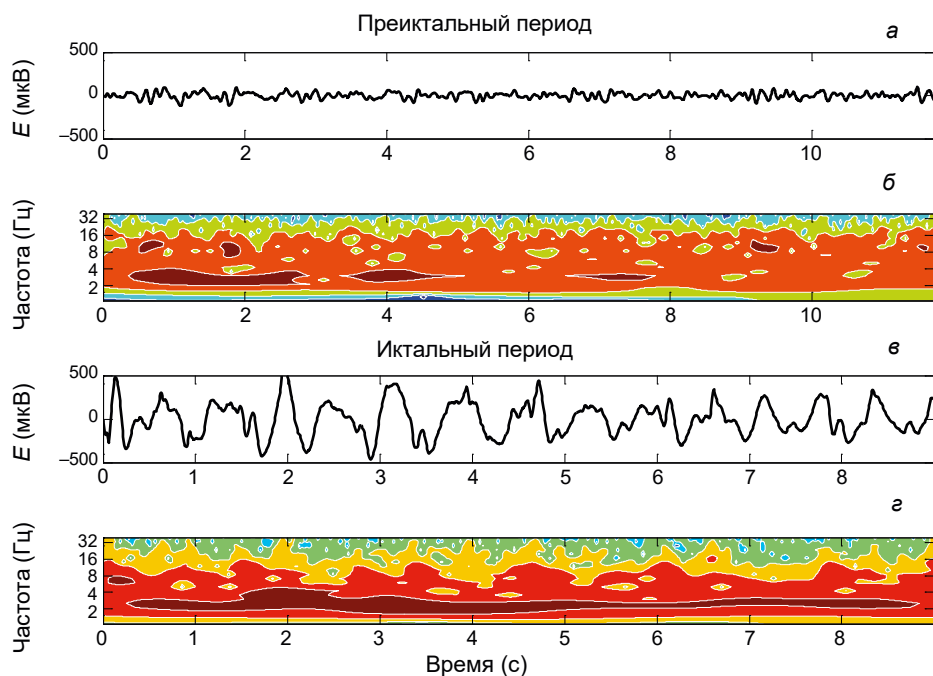 Преиктальный период
а
500
0
–500
E (мкВ)
0 2 4 6 8 10
б
32
16
8
4
2
Частота (Гц)
0 2 4 6 8 10
Иктальный период
в
500
0
–500
E (мкВ)
0 1 2 3 4 5 6 7 8
г
32
16
8
4
2
Частота (Гц)
0 1 2 3 4 5 6 7 8
Время (с)